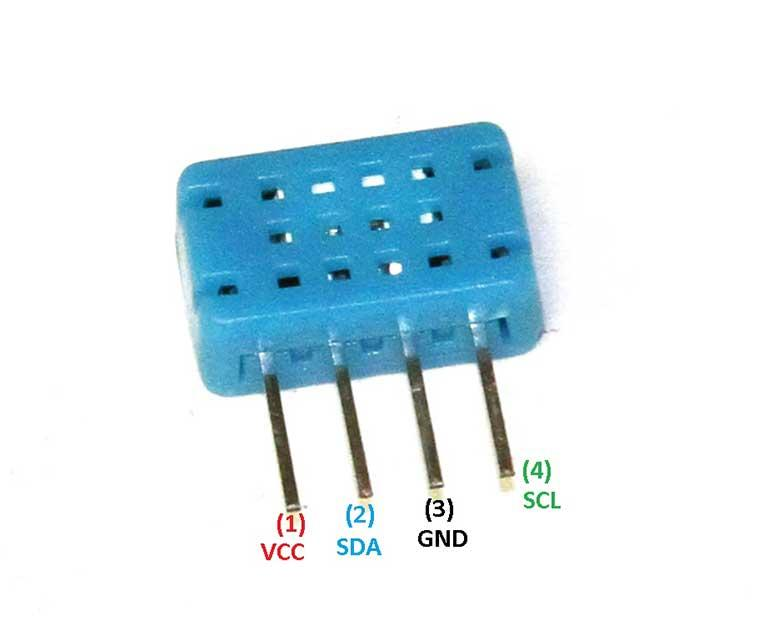 (1)
VCC
(2)
SDA
(3)
GND
(4)
SCL